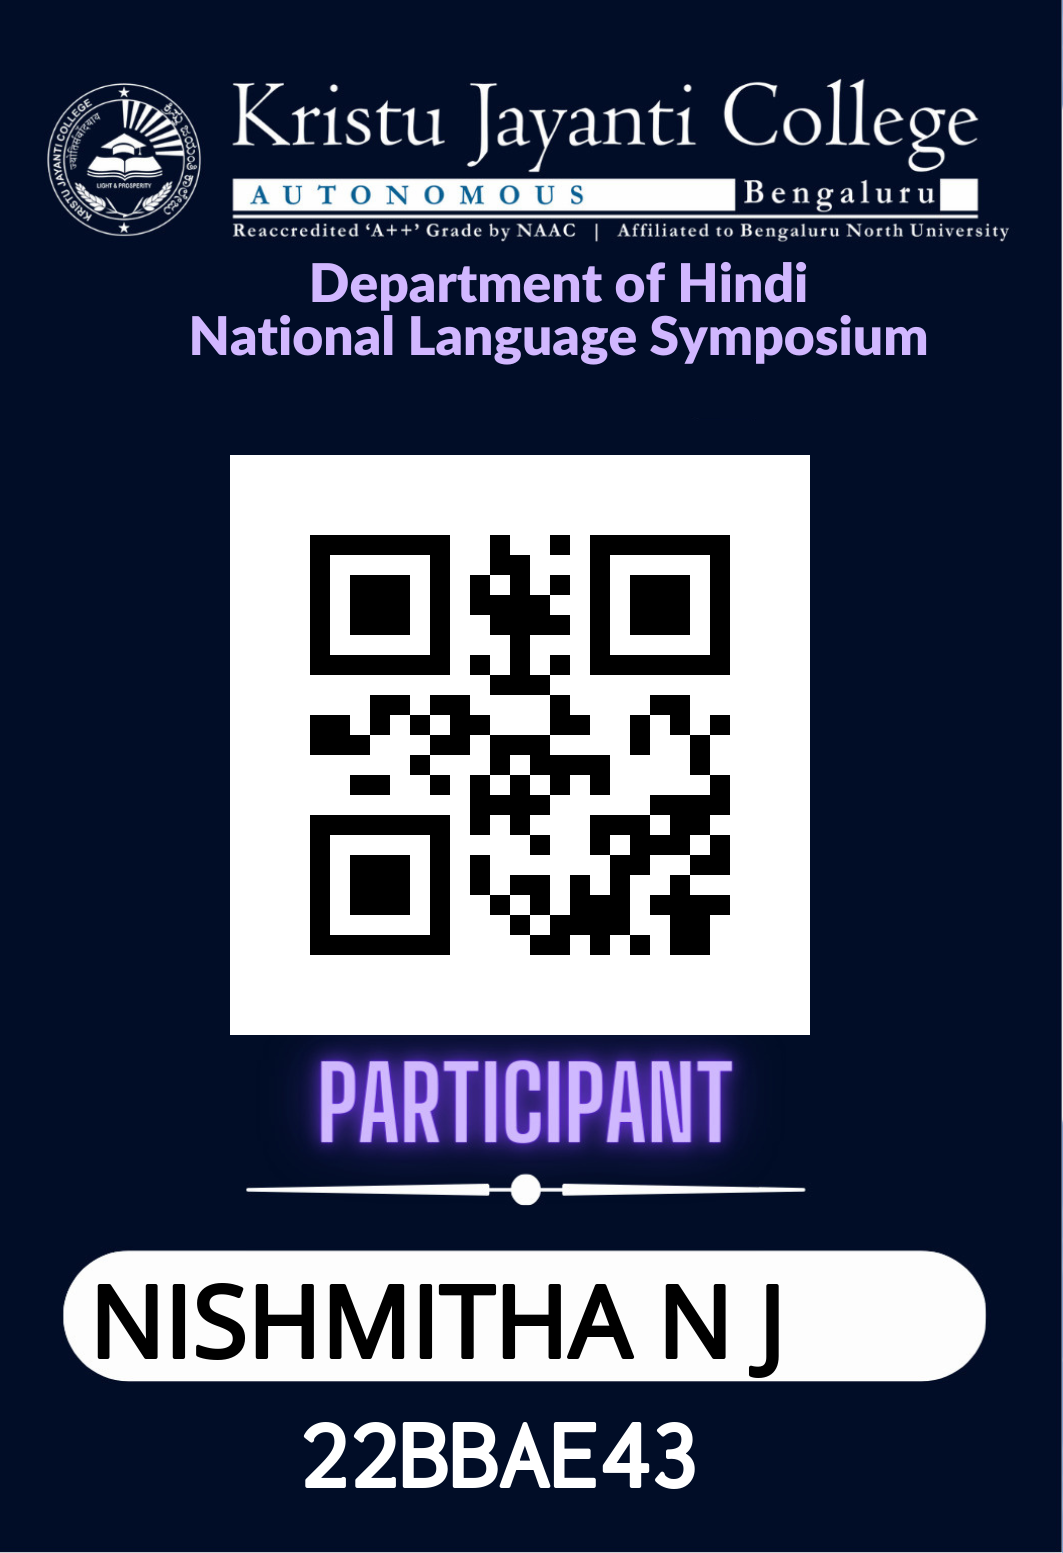 KRISTU JAYANTI COLLEGE
LIGHT & PROSPERITY
Kristu Jayanti College
AUTONOMOUS Bengaluru
Reaccredited ‘A++’ Grade by NAAC | Affiliated to Bengaluru North University
Department of Hindi
National Language Symposium
PARTICIPANT
NISHMITHA N J
22BBAE43